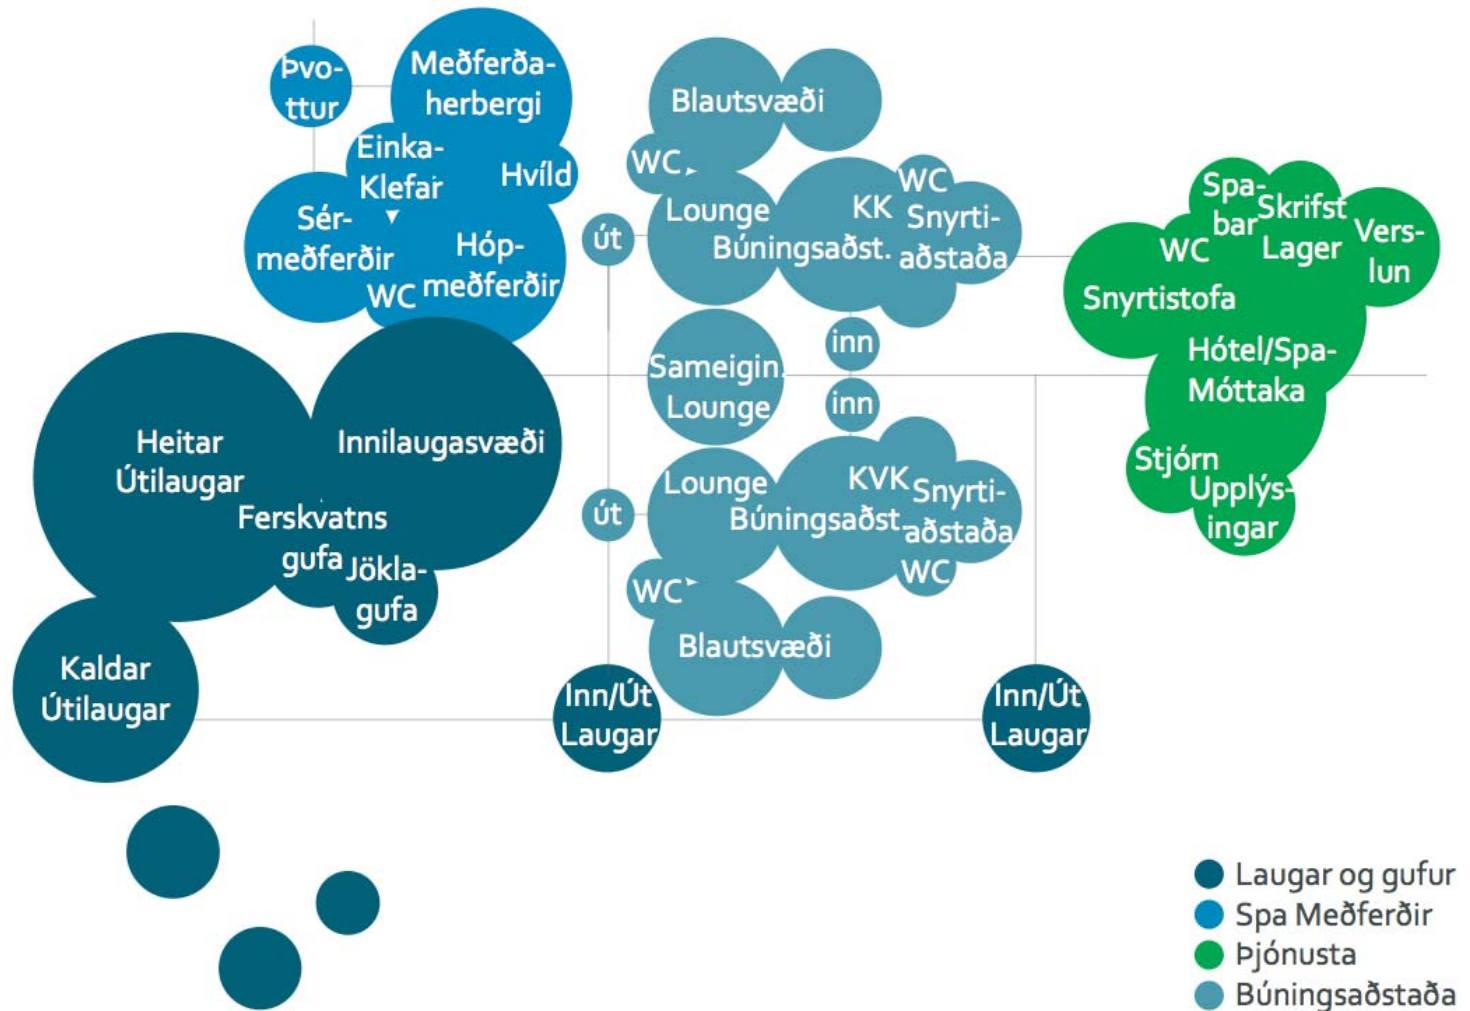 Þvo-
ttur
Meðferða-
herbergi
Einka-
Klefar
Hvíld
Sér-
meðferðir
Hóp-
meðferðir
WC
Heitar
Útilaugar
Innilaugasvæði
Ferskvatns
gufa
Jökla-
gufa
Kaldar
Útilaugar
Blautsvæði
WC
Lounge
KK
Búningsaðst.
WC
Snyrti-
aðstaða
út
inn
Sameigin.
Lounge
inn
Lounge
KVK
Búningsaðst.
Snyrti-
aðstaða
út
WC
WC
Blautsvæði
Inn/Út
Laugar
Inn/Út
Laugar
Spa-
bar
Skrifst
Lager
Vers-
lun
WC
Snyrtistofa
Hótel/Spa-
Móttaka
Stjórn
Upplýs-
ingar
Laugar og gufur
Spa Meðferðir
Þjónusta
Búningsaðstaða